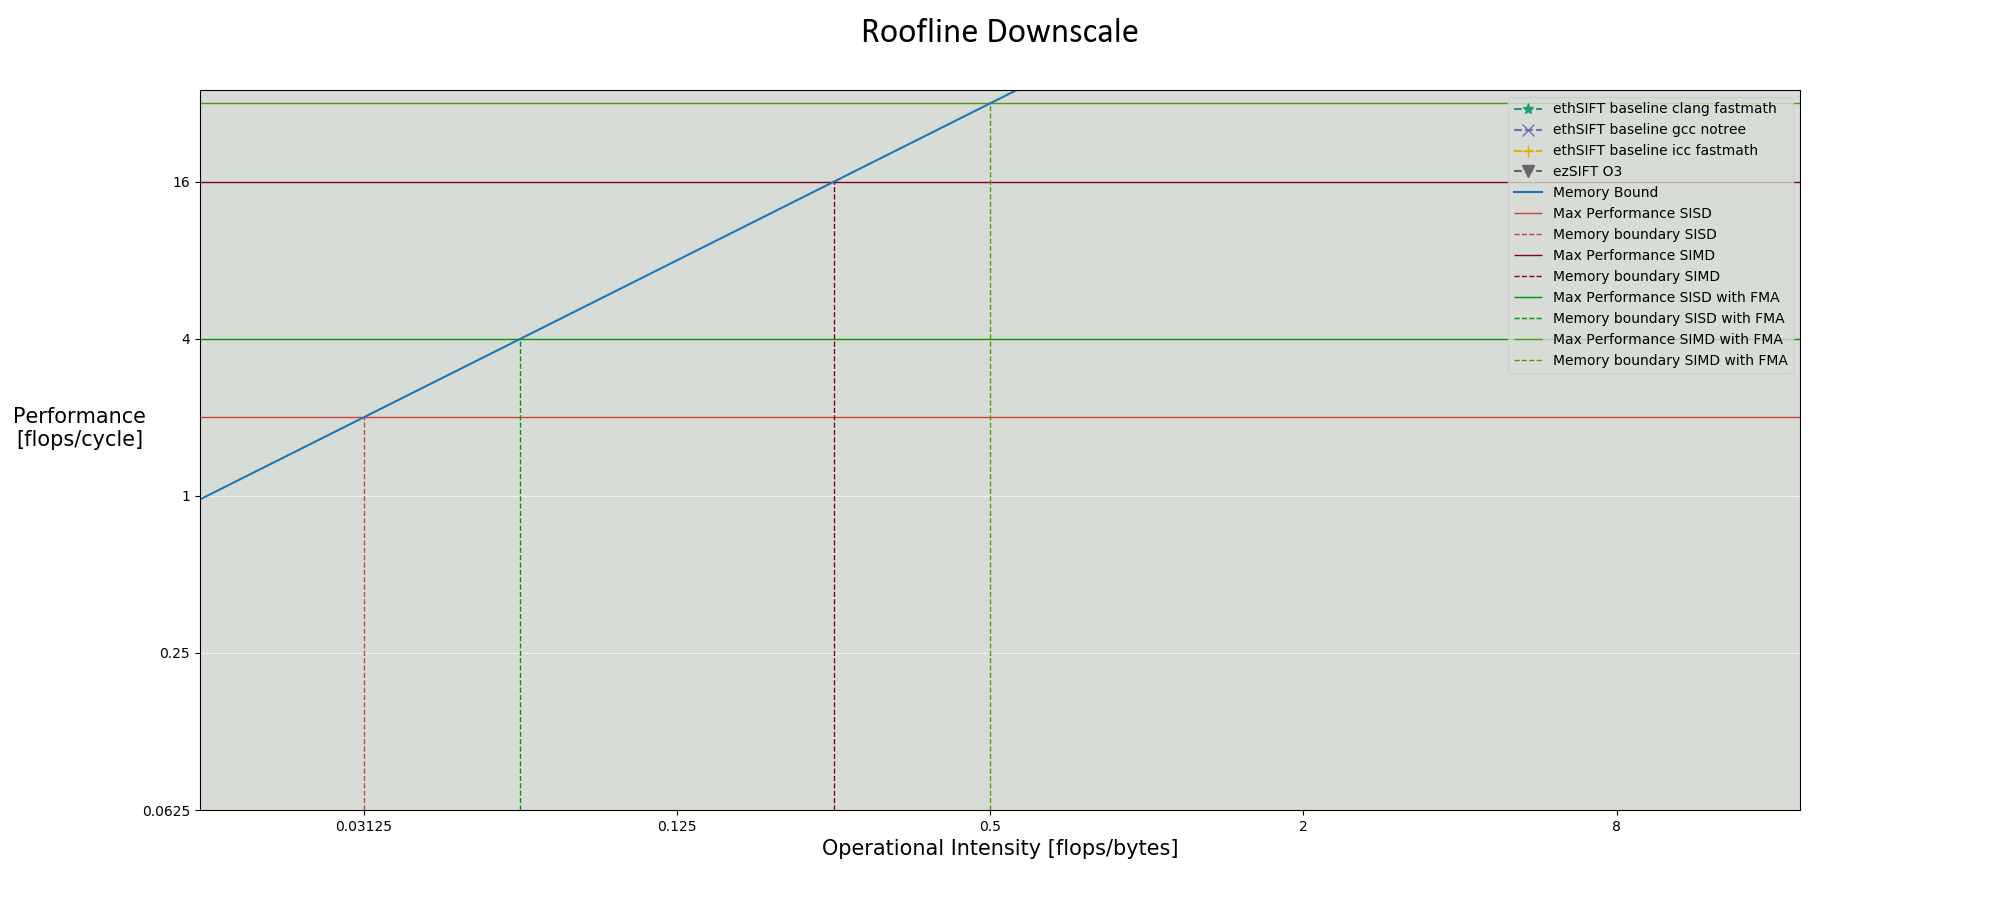 Roofline Downscale
16
4
1
0.25
0.0625
Performance
[flops/cycle]
ethSIFT baseline clang fastmath
ethSIFT baseline gcc notree
ethSIFT baseline icc fastmath
ezSIFT O3
Memory Bound
Max Performance SISD
Memory boundary SISD
Max Performance SIMD
Memory boundary SIMD
Max Performance SISD with FMA
Memory boundary SISD with FMA
Max Performance SIMD with FMA
Memory boundary SIMD with FMA
0.03125 0.125 0.5 2 8
Operational Intensity [flops/bytes]